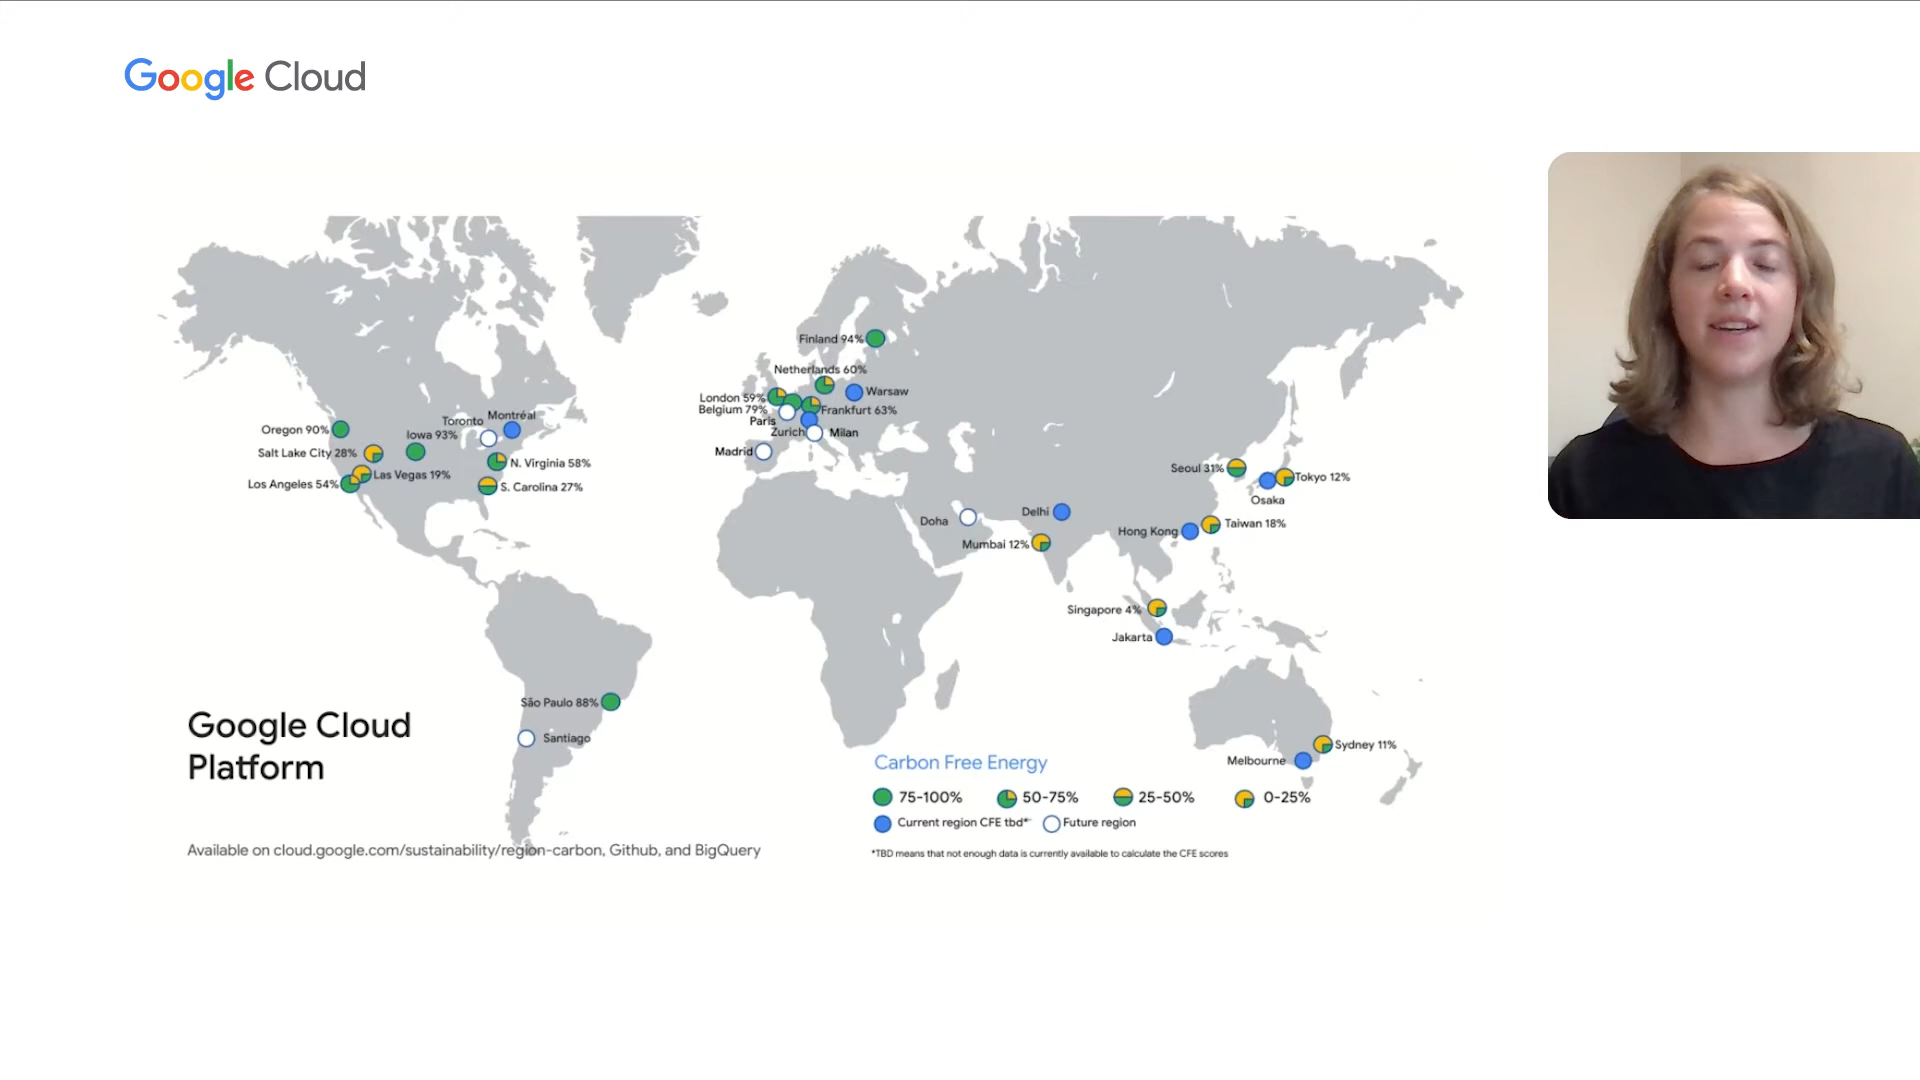 Google Cloud
Finland 94%
Netherlands 60%
Warsaw
London 59%
Belgium 79%
Frankfurt 63%
Paris
Zurich
Milan
Madrid
Montréal
Toronto
Oregon 90%
Iowa 93%
Salt Lake City 28%
N. Virginia 58%
Las Vegas 19%
Los Angeles 54%
S. Carolina 27%
Seoul 31%
Tokyo 12%
Osaka
Doha
Delhi
Taiwan 18%
Hong Kong
Mumbai 12%
Singapore 4%
Jakarta
São Paulo 88%
Santiago
Sydney 11%
Melbourne
Google Cloud
Platform
Available on cloud.google.com/sustainability/region-carbon, Github, and BigQuery
Carbon Free Energy
75-100% 50-75% 25-50% 0-25%
Current region CFE tbd* Future region
*TBD means that not enough data is currently available to calculate the CFE scores